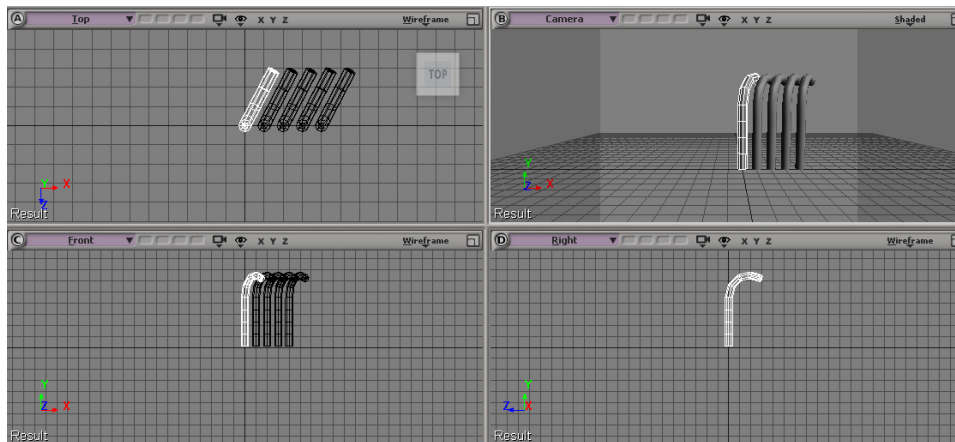 A Top X Y Z Wireframe
TOP
Y X Z
Result
B Camera X Y Z Shaded
Y Z X
Result
C Front X Y Z Wireframe
Y Z X
Result
D Right X Y Z Wireframe
Y Z X
Result